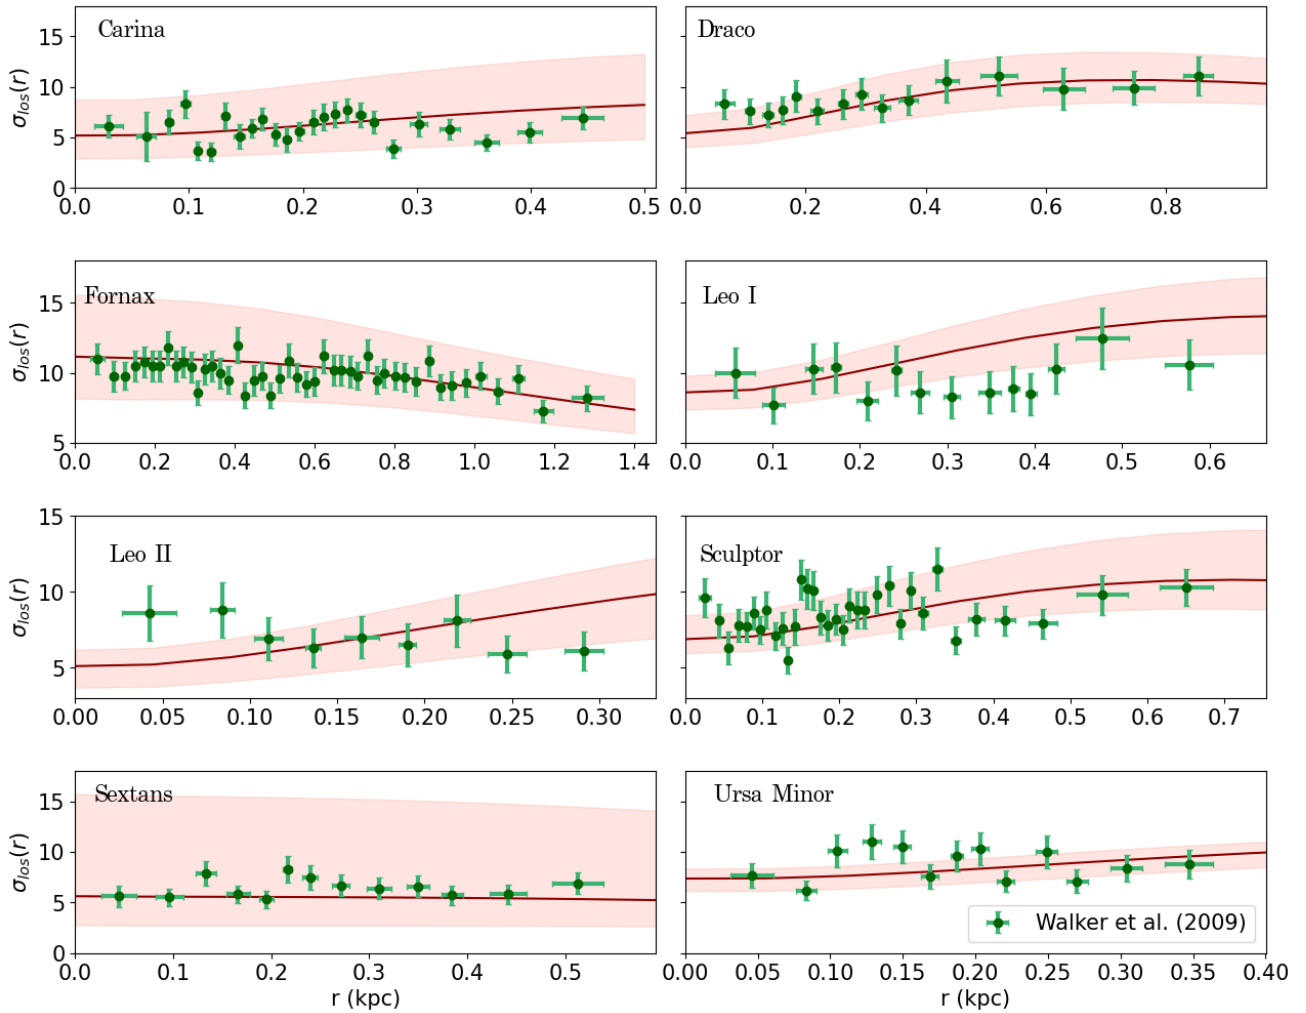 Carina
Draco
15
10
5
0
σ_los(r)
0.0 0.1 0.2 0.3 0.4 0.5
0.0 0.2 0.4 0.6 0.8
Fornax
Leo I
15
10
5
σ_los(r)
0.0 0.2 0.4 0.6 0.8 1.0 1.2 1.4
0.0 0.1 0.2 0.3 0.4 0.5 0.6
Leo II
Sculptor
15
10
5
σ_los(r)
0.00 0.05 0.10 0.15 0.20 0.25 0.30
0.0 0.1 0.2 0.3 0.4 0.5 0.6 0.7
Sextans
Ursa Minor
15
10
5
0
σ_los(r)
Walker et al. (2009)
0.0 0.1 0.2 0.3 0.4 0.5
0.00 0.05 0.10 0.15 0.20 0.25 0.30 0.35 0.40
r (kpc)
r (kpc)